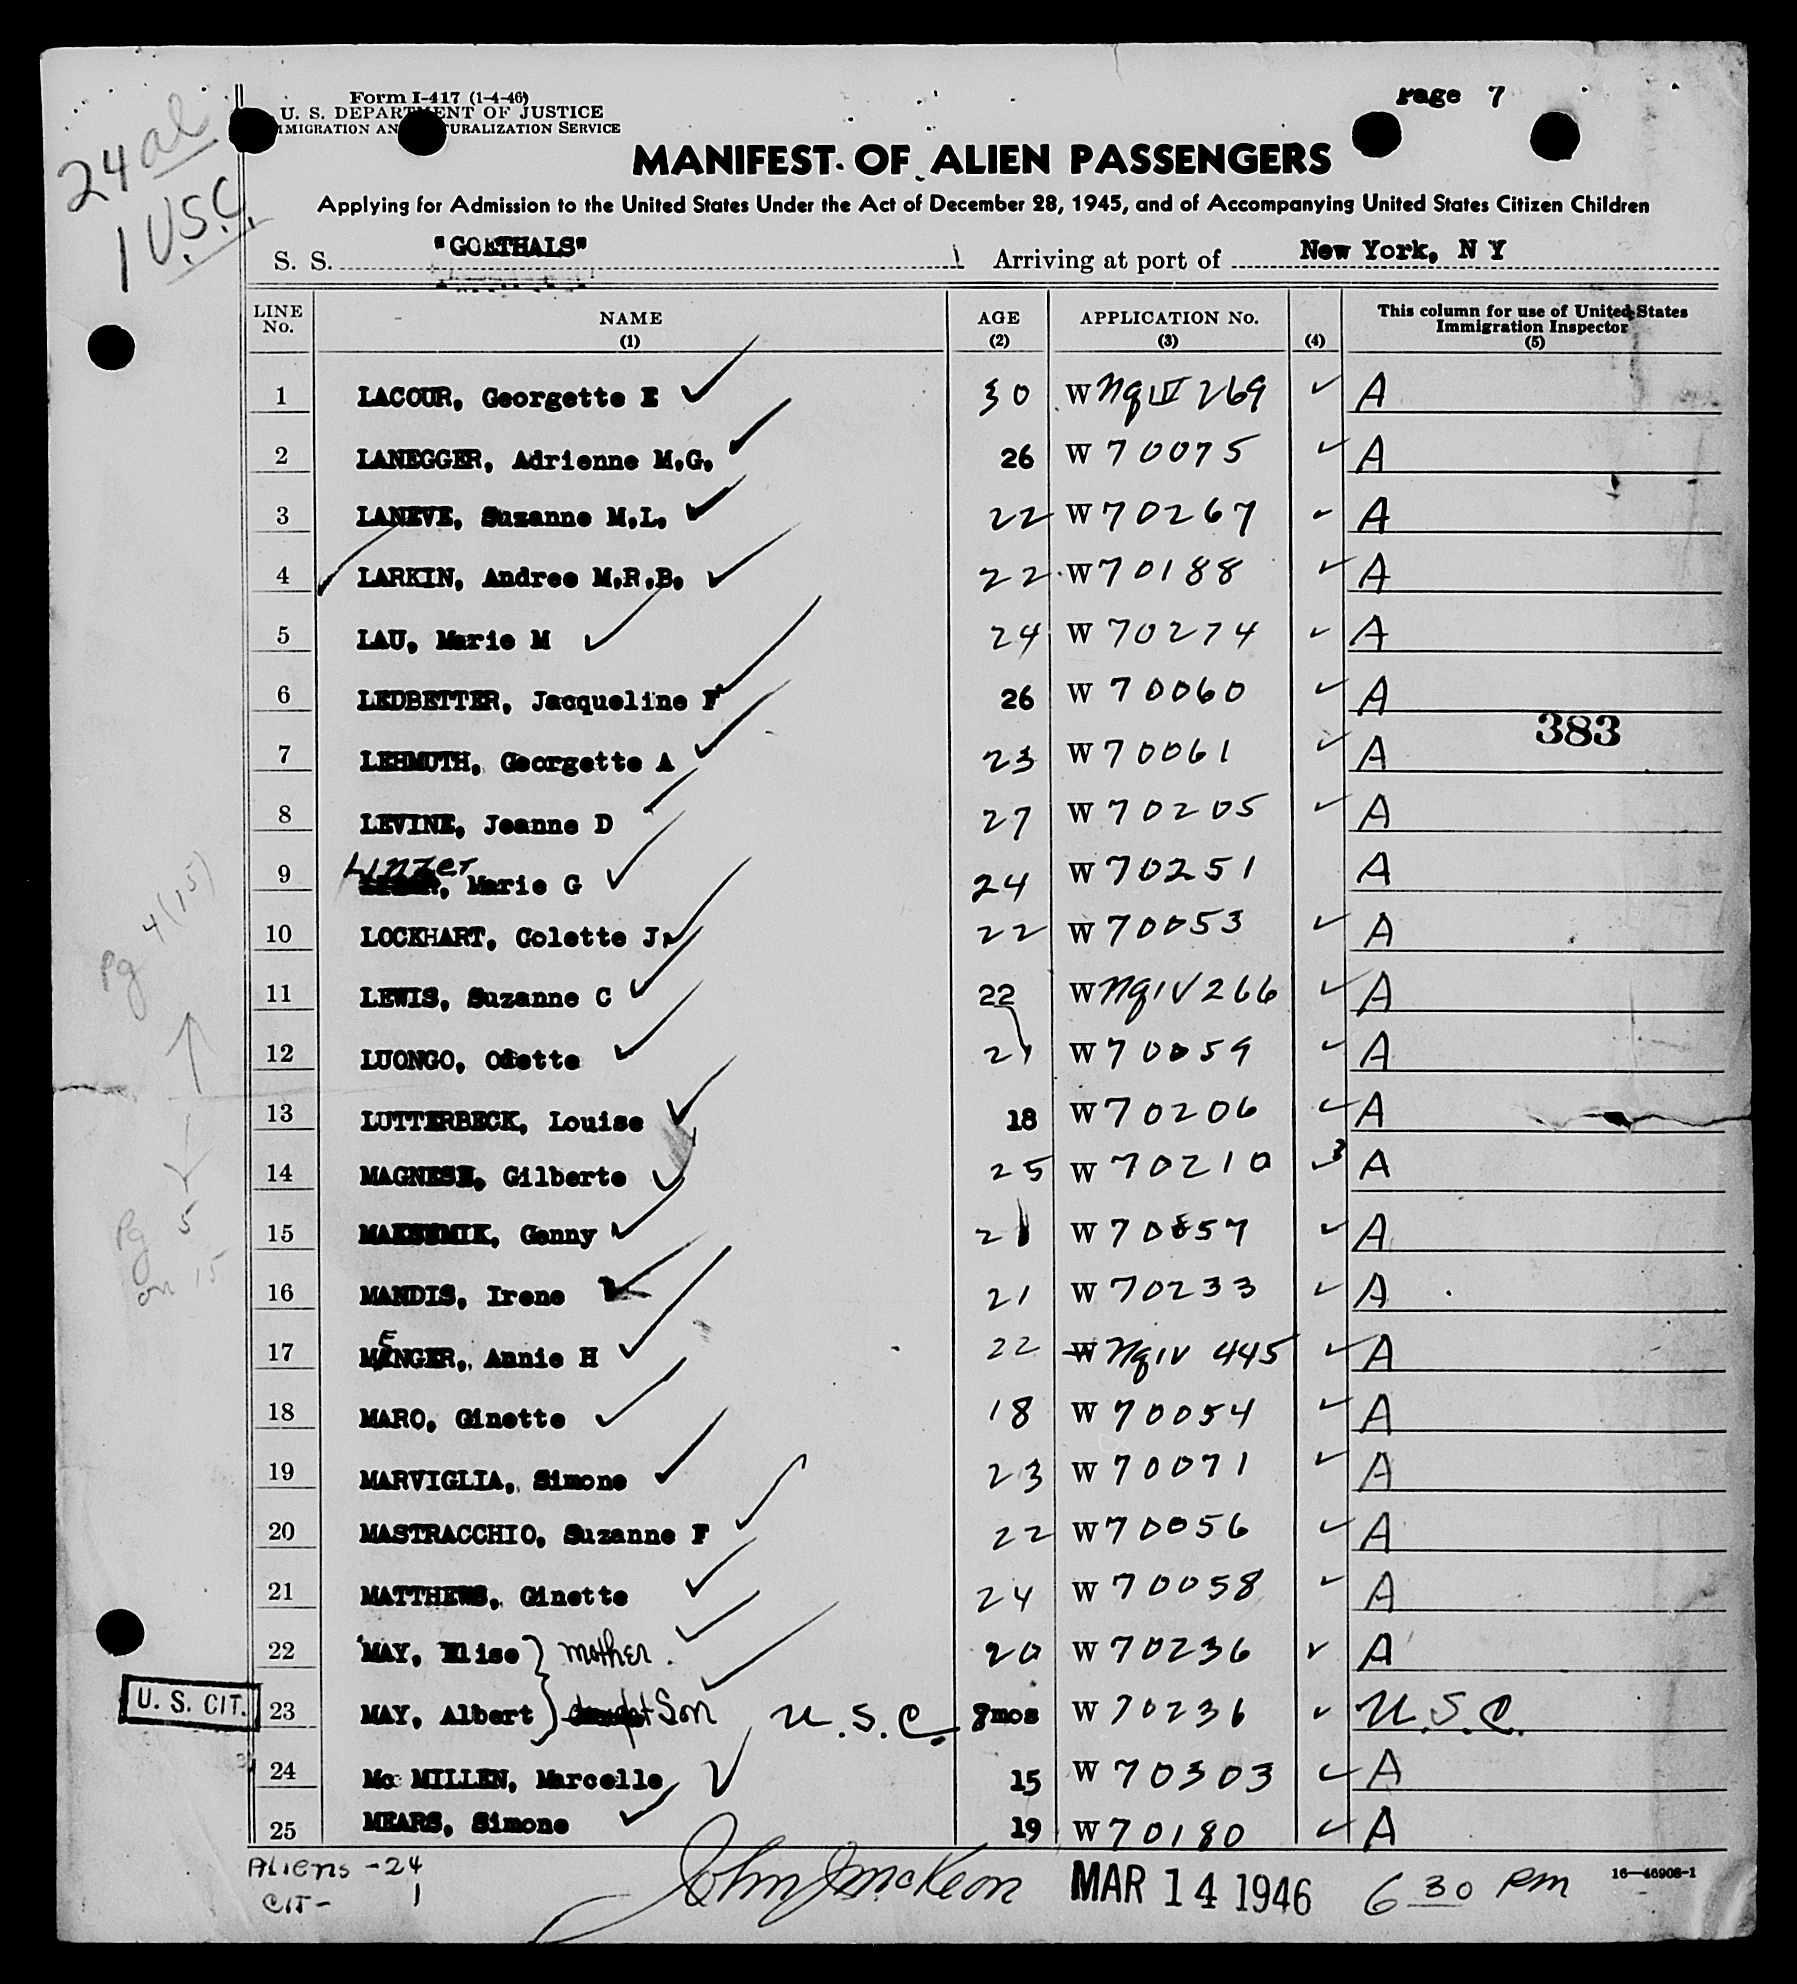 Form I-417 (1-4-46)
U. S. DEPARTMENT OF JUSTICE
IMMIGRATION AND NATURALIZATION SERVICE
Page 7
24 al
1 U.S.C.
MANIFEST OF ALIEN PASSENGERS
Applying for Admission to the United States Under the Act of December 28, 1945, and of Accompanying United States Citizen Children
S. S. "GOETHALS" Arriving at port of New York, N Y
LINE No. NAME (1) AGE (2) APPLICATION No. (3) (4) This column for use of United States Immigration Inspector (5)
1 LACOUR, Georgette E 30 W NqIV 269 ✓ A
2 LANEGGER, Adrienne M.G. 26 W 70075 ✓ A
3 LANEVE, Suzanne M.L. 22 W 70267 ✓ A
4 LARKIN, Andree M.R.B. 22 W 70188 ✓ A
5 LAU, Marie M 24 W 70274 ✓ A
6 LEDBETTER, Jacqueline F 26 W 70060 ✓ A
383
7 LEHMUTH, Georgette A 23 W 70061 ✓ A
8 LEVINE, Jeanne D 27 W 70205 ✓ A
9 Linzer, Marie G 24 W 70251 A
10 LOCKHART, Colette J. 22 W 70053 ✓ A
11 LEWIS, Suzanne C 22 W NqIV 266 ✓ A
12 LUONGO, Odette 21 W 70059 ✓ A
13 LUTTERBECK, Louise 18 W 70206 ✓ A
14 MAGNESE, Gilberte 25 W 70210 ✓ A
15 Genny 21 W 70057 ✓ A
16 MANDIS, Irene 21 W 70233 ✓ A
17 MENGER, Annie H 22 W NqIV 445 ✓ A
18 MARO, Ginette 18 W 70054 ✓ A
19 MARVIGLIA, Simone 23 W 70071 ✓ A
20 MASTRACCHIO, Suzanne F 22 W 70056 ✓ A
21 MATTHEWS, Ginette 24 W 70058 ✓ A
22 MAY, Elise } mother. 20 W 70236 ✓ A
U. S. CIT. 23 MAY, Albert } Son U.S.C. 8mos W 70236 ✓ U.S.C.
24 Mc MILLEN, Marcelle 15 W 70303 ✓ A
25 MEARS, Simone 19 W 70180 ✓ A
pg 4 (15)
pg 5
on 15
Aliens - 24
CIT - 1
John J McKeon MAR 14 1946 6 30 PM
16—46908-1